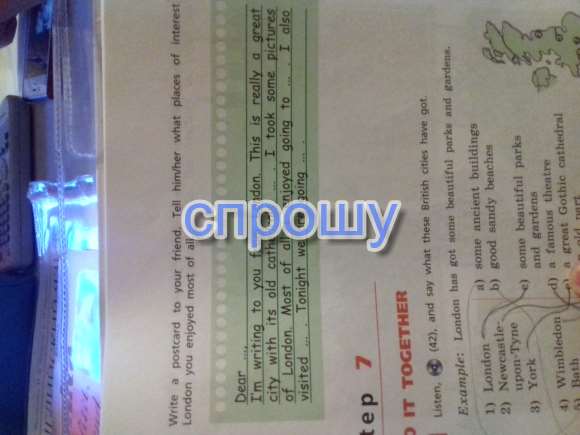 Write a postcard to your friend. Tell him/her what places of interest
London you enjoyed most of all
Dear ...,
I'm writing to you London. This is really a great
city with its old ... . I took some pictures
of London. Most of all enjoyed going to ... . I also
visited ... . Tonight we going ... .
спрошу
tep 7
IT TOGETHER
Listen, (42), and say what these British cities have got.
Example: London has got some beautiful parks and gardens.
1) London
2) Newcastle-
upon-Tyne
3) York
4) Wimbledon
a) some ancient buildings
b) good sandy beaches
c) some beautiful parks
and gardens
d) a famous theatre
a great Gothic cathedral